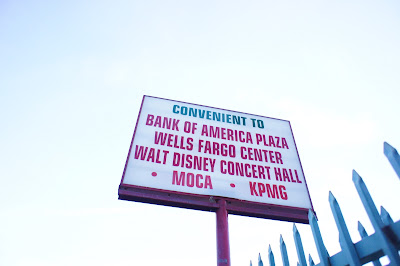 CONVENIENT TO
BANK OF AMERICA PLAZA
WELLS FARGO CENTER
WALT DISNEY CONCERT HALL
• MOCA • KPMG